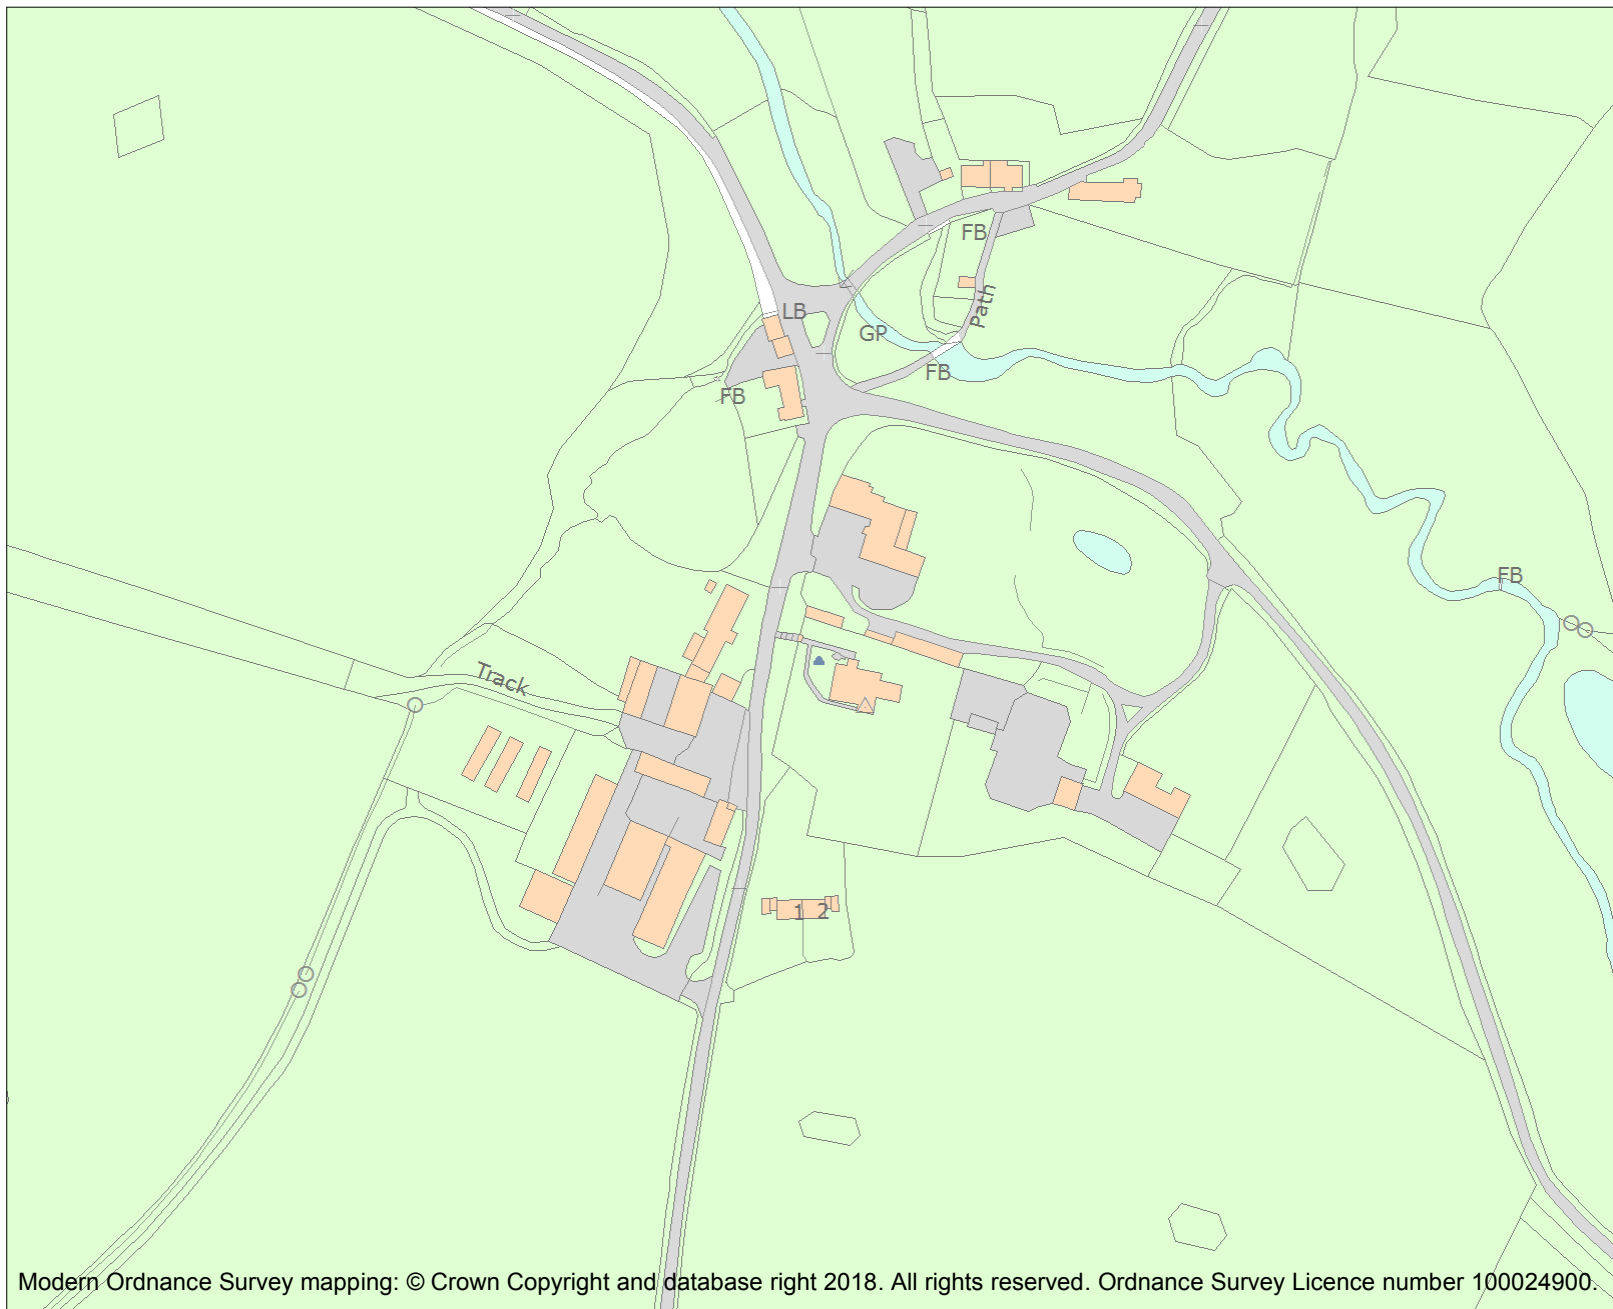 FB
Path
LB
GP
FB
FB
FB
Track
1 2
Modern Ordnance Survey mapping: © Crown Copyright and database right 2018. All rights reserved. Ordnance Survey Licence number 100024900.